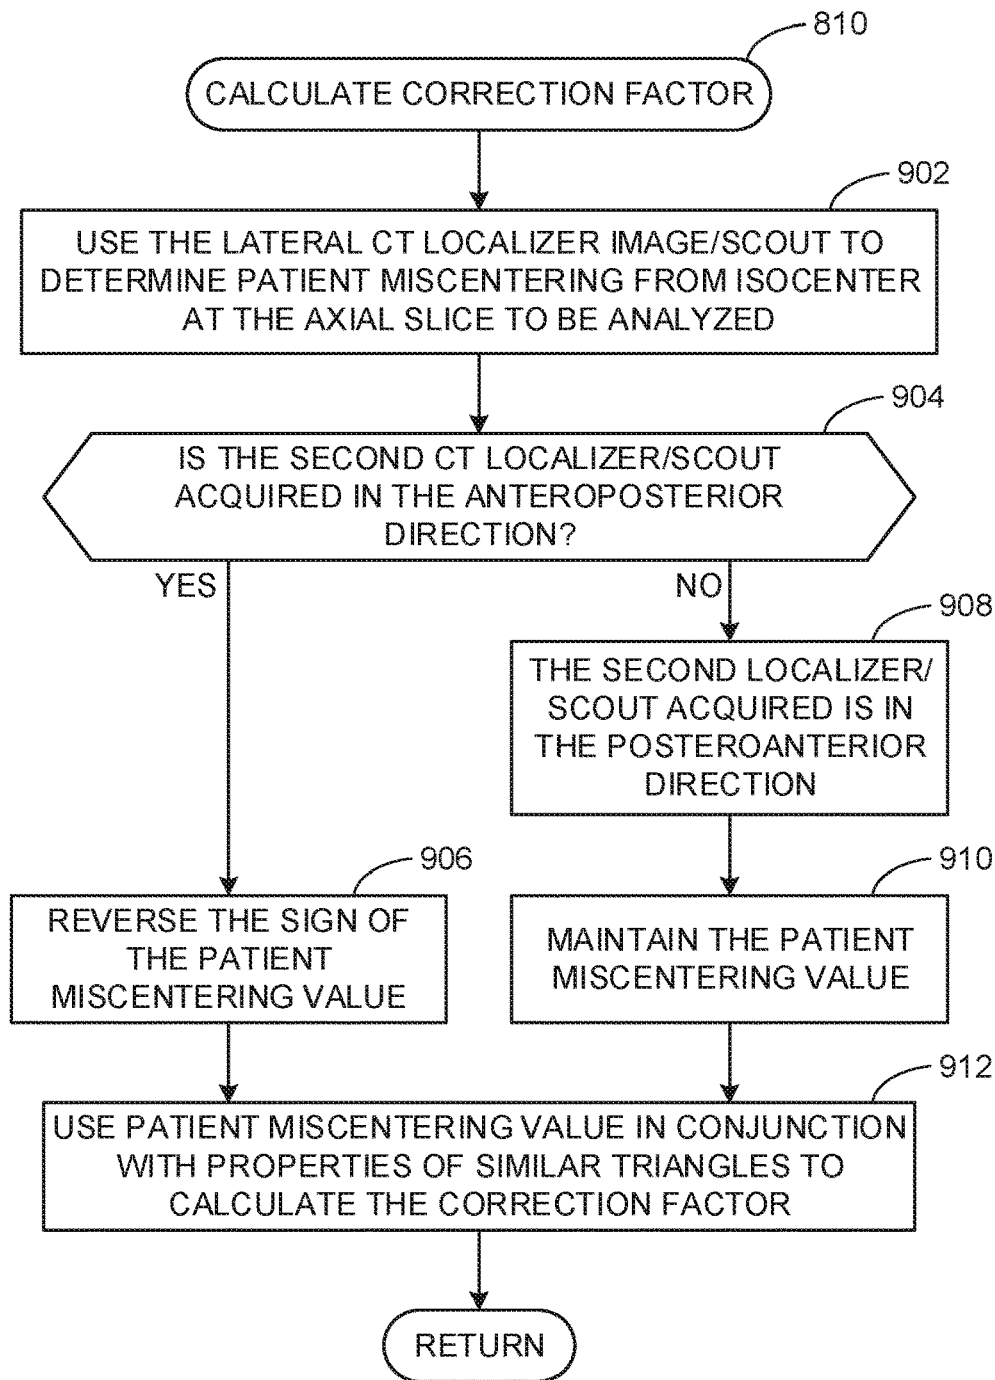 810
CALCULATE CORRECTION FACTOR
902
USE THE LATERAL CT LOCALIZER IMAGE/SCOUT TO
DETERMINE PATIENT MISCENTERING FROM ISOCENTER
AT THE AXIAL SLICE TO BE ANALYZED
904
IS THE SECOND CT LOCALIZER/SCOUT
ACQUIRED IN THE ANTEROPOSTERIOR
DIRECTION?
YES
NO
908
THE SECOND LOCALIZER/
SCOUT ACQUIRED IS IN
THE POSTEROANTERIOR
DIRECTION
906
REVERSE THE SIGN OF
THE PATIENT
MISCENTERING VALUE
910
MAINTAIN THE PATIENT
MISCENTERING VALUE
912
USE PATIENT MISCENTERING VALUE IN CONJUNCTION
WITH PROPERTIES OF SIMILAR TRIANGLES TO
CALCULATE THE CORRECTION FACTOR
RETURN